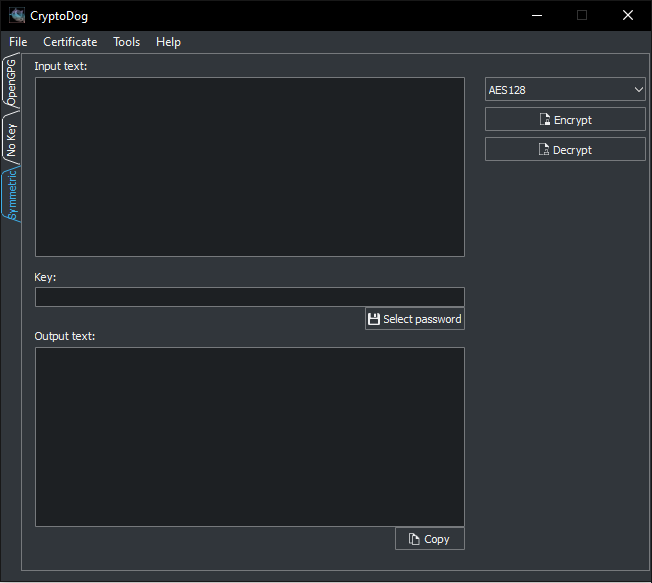 CryptoDog
File Certificate Tools Help
OpenGPG
No Key
Symmetric
Input text:
AES128
Encrypt
Decrypt
Key:
Select password
Output text:
Copy